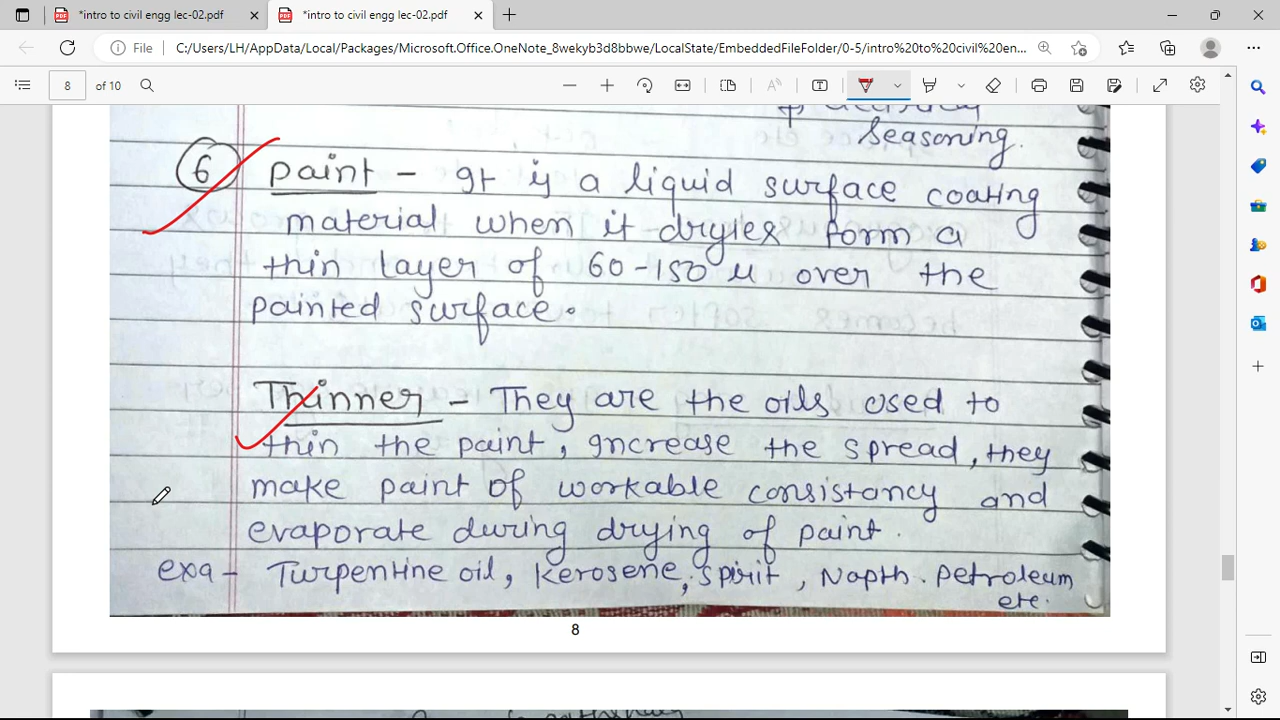 *intro to civil engg lec-02.pdf
*intro to civil engg lec-02.pdf
File
C:/Users/LH/AppData/Local/Packages/Microsoft.Office.OneNote_8wekyb3d8bbwe/LocalState/EmbeddedFileFolder/0-5/intro%20to%20civil%20en...
8 of 10
seasoning.
6 paint - It is a liquid surface coating
material when it dryies form a
thin layer of 60-150 μ over the
painted surface.
Thinner - They are the oils used to
thin the paint, increase the spread, they
make paint of workable consistancy and
evaporate during drying of paint.
exa - Turpentine oil, Kerosene, spirit, Napth. petroleum
etc.
8